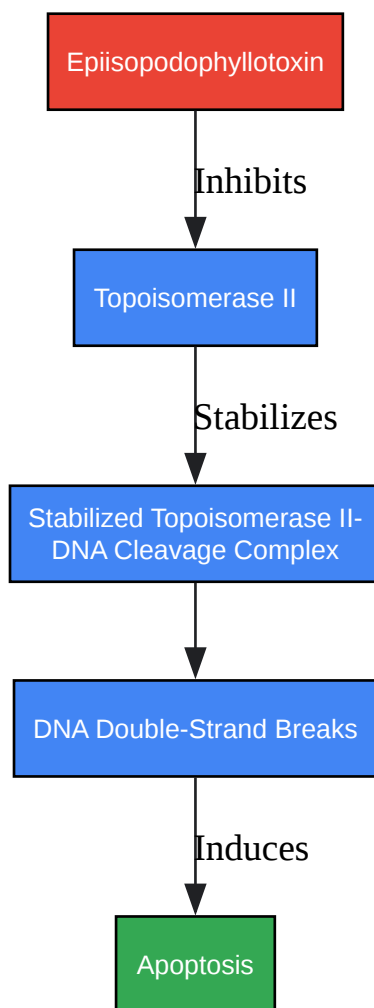 Epiisopodophyllotoxin
Inhibits
Topoisomerase II
Stabilizes
Stabilized Topoisomerase II-
DNA Cleavage Complex
DNA Double-Strand Breaks
Induces
Apoptosis